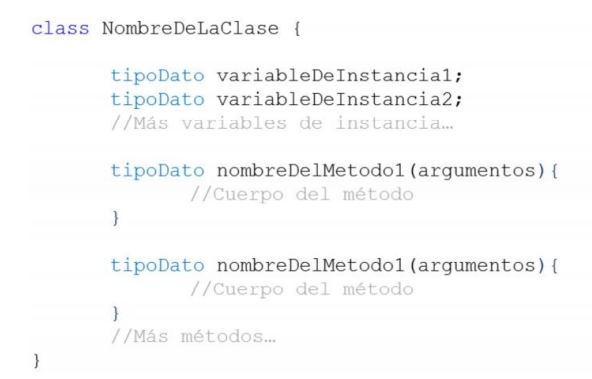 class NombreDeLaClase {
tipoDato variableDeInstancia1;
tipoDato variableDeInstancia2;
//Más variables de instancia…
tipoDato nombreDelMetodo1(argumentos){
//Cuerpo del método
}
tipoDato nombreDelMetodo1(argumentos){
//Cuerpo del método
}
//Más métodos…
}